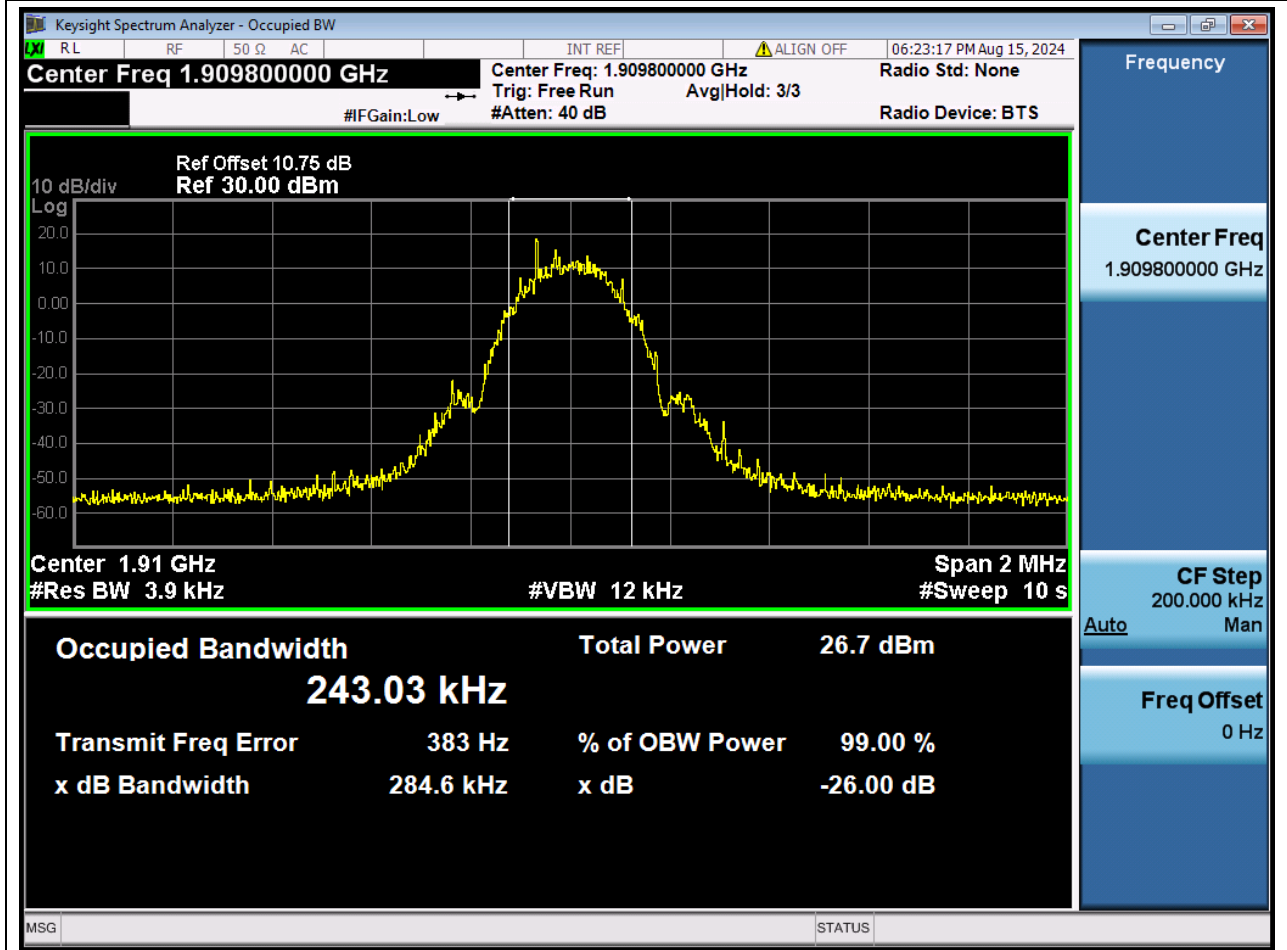 Keysight Spectrum Analyzer - Occupied BW
LXI RL RF 50 Ω AC INT REF ALIGN OFF 06:23:17 PM Aug 15, 2024
Center Freq 1.909800000 GHz
Center Freq: 1.909800000 GHz Radio Std: None
Trig: Free Run Avg|Hold: 3/3
#IFGain:Low #Atten: 40 dB Radio Device: BTS
Ref Offset 10.75 dB
10 dB/div Ref 30.00 dBm
Log
20.0
10.0
0.00
-10.0
-20.0
-30.0
-40.0
-50.0
-60.0
Center 1.91 GHz Span 2 MHz
#Res BW 3.9 kHz #VBW 12 kHz #Sweep 10 s
Occupied Bandwidth Total Power 26.7 dBm
243.03 kHz
Transmit Freq Error 383 Hz % of OBW Power 99.00 %
x dB Bandwidth 284.6 kHz x dB -26.00 dB
MSG STATUS
Frequency
Center Freq
1.909800000 GHz
CF Step
200.000 kHz
Auto Man
Freq Offset
0 Hz